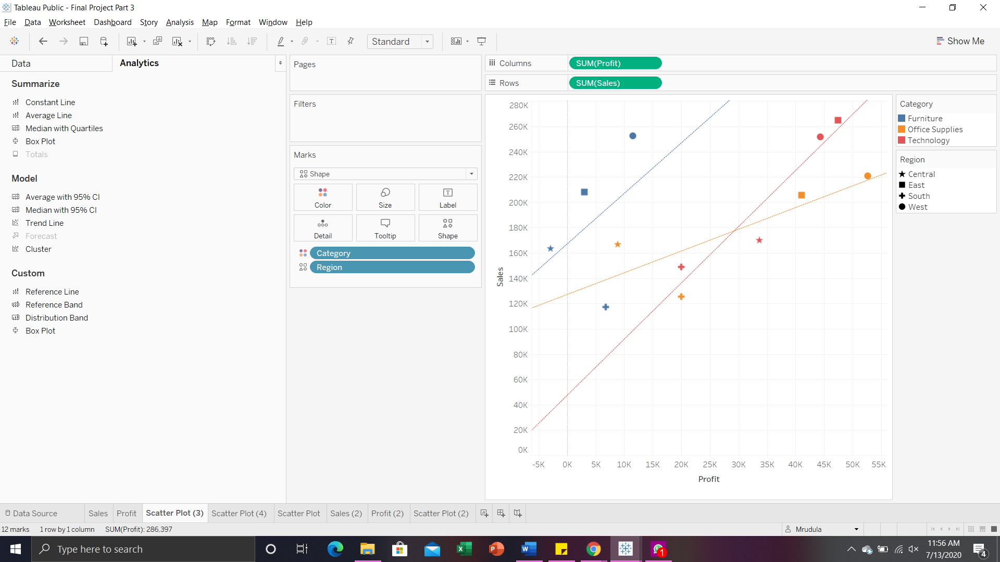 Tableau Public - Final Project Part 3
File Data Worksheet Dashboard Story Analysis Map Format Window Help
Standard
Show Me
Data Analytics
Summarize
Constant Line
Average Line
Median with Quartiles
Box Plot
Totals
Model
Average with 95% CI
Median with 95% CI
Trend Line
Forecast
Cluster
Custom
Reference Line
Reference Band
Distribution Band
Box Plot
Pages
Filters
Marks
Shape
Color Size Label
Detail Tooltip Shape
Category
Region
Columns SUM(Profit)
Rows SUM(Sales)
280K
260K
240K
220K
200K
180K
160K
140K
120K
100K
80K
60K
40K
20K
0K
Sales
-5K 0K 5K 10K 15K 20K 25K 30K 35K 40K 45K 50K 55K
Profit
Category
Furniture
Office Supplies
Technology
Region
Central
East
South
West
Data Source Sales Profit Scatter Plot (3) Scatter Plot (4) Scatter Plot Sales (2) Profit (2) Scatter Plot (2)
12 marks 1 row by 1 column SUM(Profit): 286,397 Mrudula
Type here to search
1
11:56 AM
7/13/2020
4